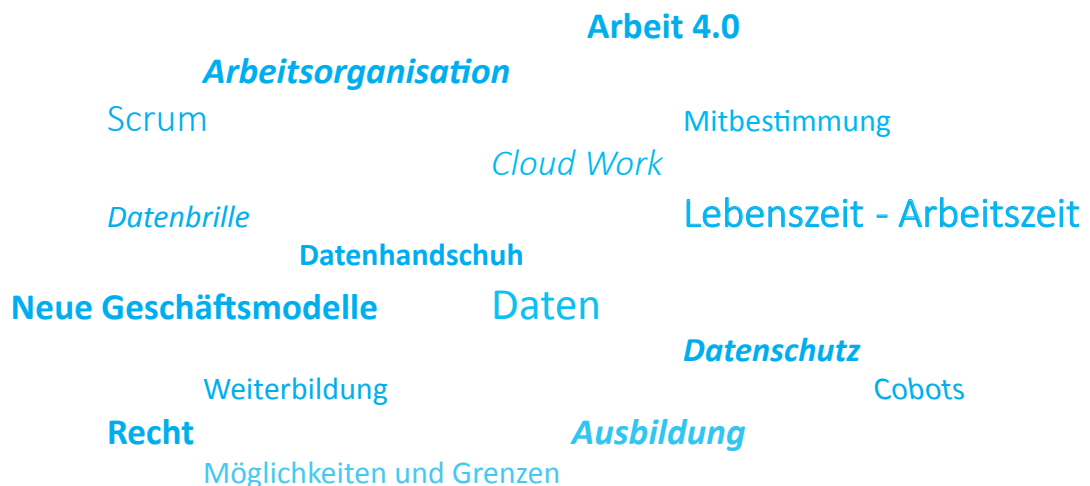 Arbeit 4.0
Arbeitsorganisation
Scrum
Mitbestimmung
Cloud Work
Datenbrille
Lebenszeit - Arbeitszeit
Datenhandschuh
Neue Geschäftsmodelle
Daten
Datenschutz
Weiterbildung
Cobots
Recht
Ausbildung
Möglichkeiten und Grenzen